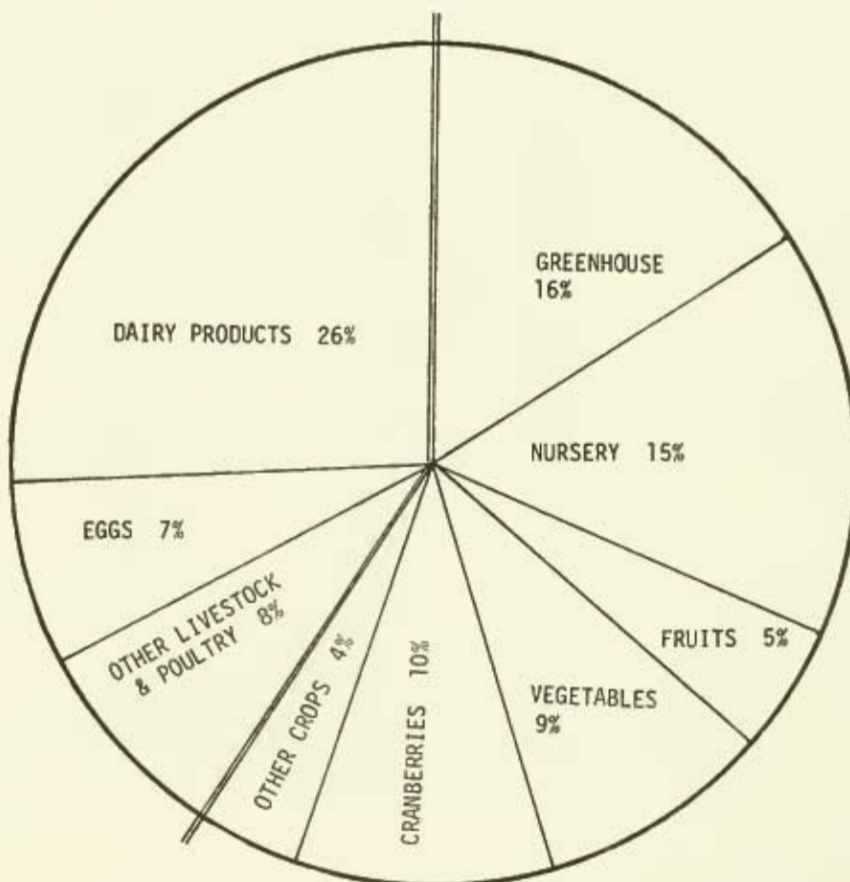 GREENHOUSE
16%
DAIRY PRODUCTS 26%
NURSERY 15%
EGGS 7%
OTHER LIVESTOCK
& POULTRY 8%
OTHER CROPS 4%
CRANBERRIES 10%
VEGETABLES
9%
FRUITS 5%